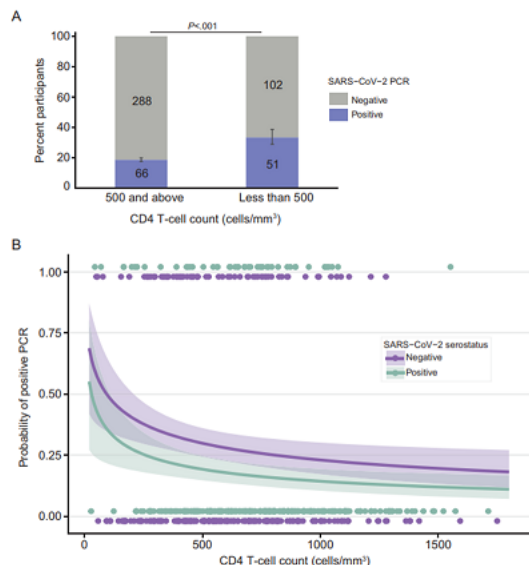 A
P<.001
100
80
60
40
20
0
Percent participants
288
102
66
51
500 and above
Less than 500
CD4 T-cell count (cells/mm³)
SARS-CoV-2 PCR
Negative
Positive
B
1.00
0.75
0.50
0.25
0.00
Probability of positive PCR
SARS-CoV-2 serostatus
Negative
Positive
0
500
1000
1500
CD4 T-cell count (cells/mm³)